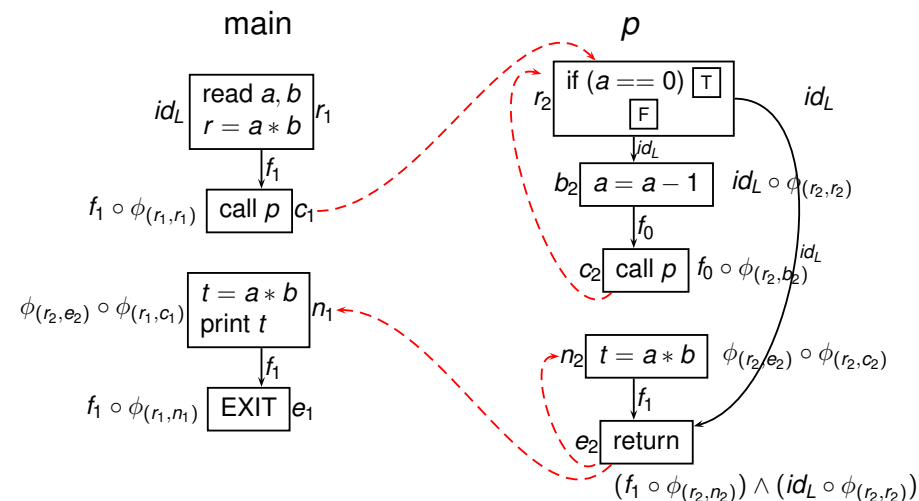 main
p
id_L
read a, b
r = a ∗ b
r_1
f_1
f_1 ∘ ϕ_(r_1,r_1)
call p
c_1
ϕ_(r_2,e_2) ∘ ϕ_(r_1,c_1)
t = a ∗ b
print t
n_1
f_1
f_1 ∘ ϕ_(r_1,n_1)
EXIT
e_1
r_2
if (a == 0) T
F
id_L
id_L
b_2
a = a − 1
id_L ∘ ϕ_(r_2,r_2)
f_0
c_2
call p
f_0 ∘ ϕ_(r_2,b_2)
id_L
n_2
t = a ∗ b
ϕ_(r_2,e_2) ∘ ϕ_(r_2,c_2)
f_1
e_2
return
(f_1 ∘ ϕ_(r_2,n_2)) ∧ (id_L ∘ ϕ_(r_2,r_2))